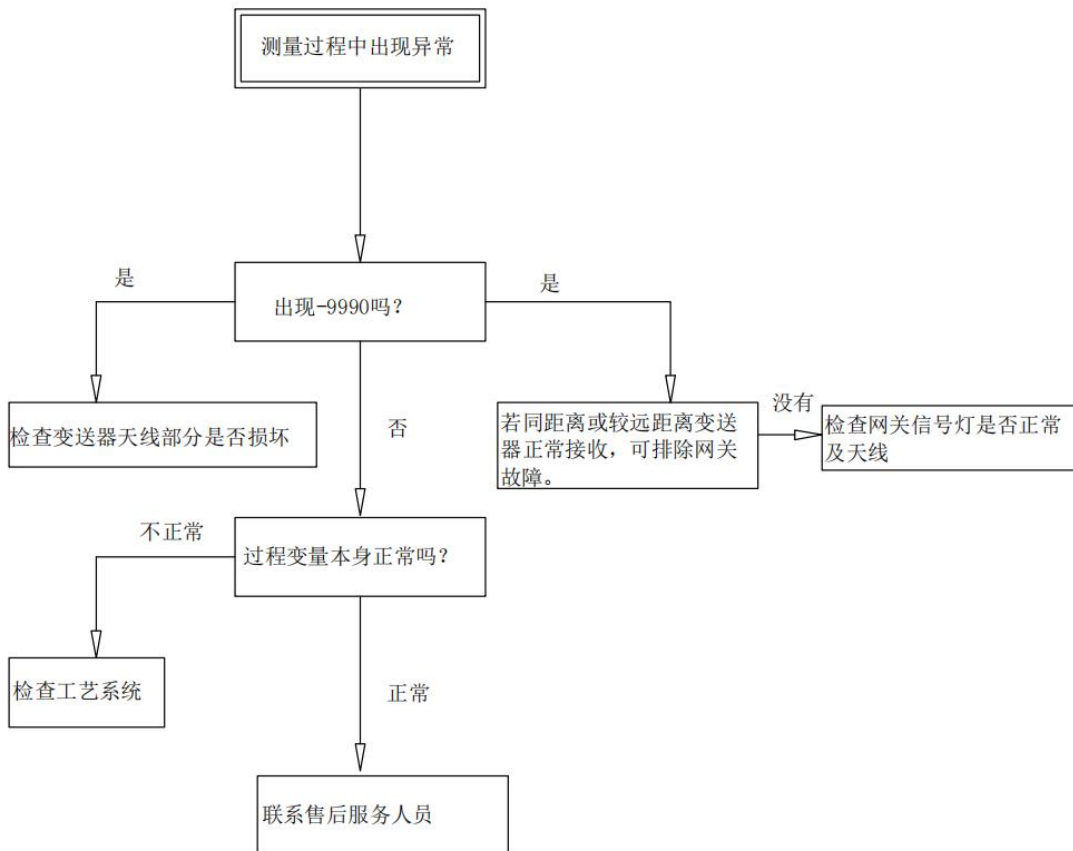 测量过程中出现异常
是
出现-9990吗？
是
检查变送器天线部分是否损坏
否
若同距离或较远距离变送
器正常接收，可排除网关
故障。
没有
检查网关信号灯是否正常
及天线
不正常
过程变量本身正常吗？
检查工艺系统
正常
联系售后服务人员